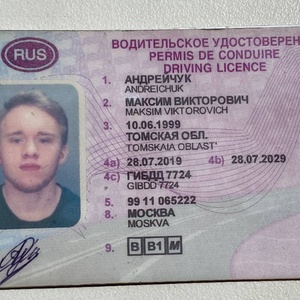 RUS
ВОДИТЕЛЬСКОЕ УДОСТОВЕРЕН
PERMIS DE CONDUIRE
DRIVING LICENCE
1. АНДРЕЙЧУК
ANDREICHUK
2. МАКСИМ ВИКТОРОВИЧ
MAKSIM VIKTOROVICH
3. 10.06.1999
ТОМСКАЯ ОБЛ.
TOMSKAIA OBLAST'
4a) 28.07.2019 4b) 28.07.2029
4c) ГИБДД 7724
GIBDD 7724
5. 99 11 065222
8. МОСКВА
MOSKVA
9. B B1 M